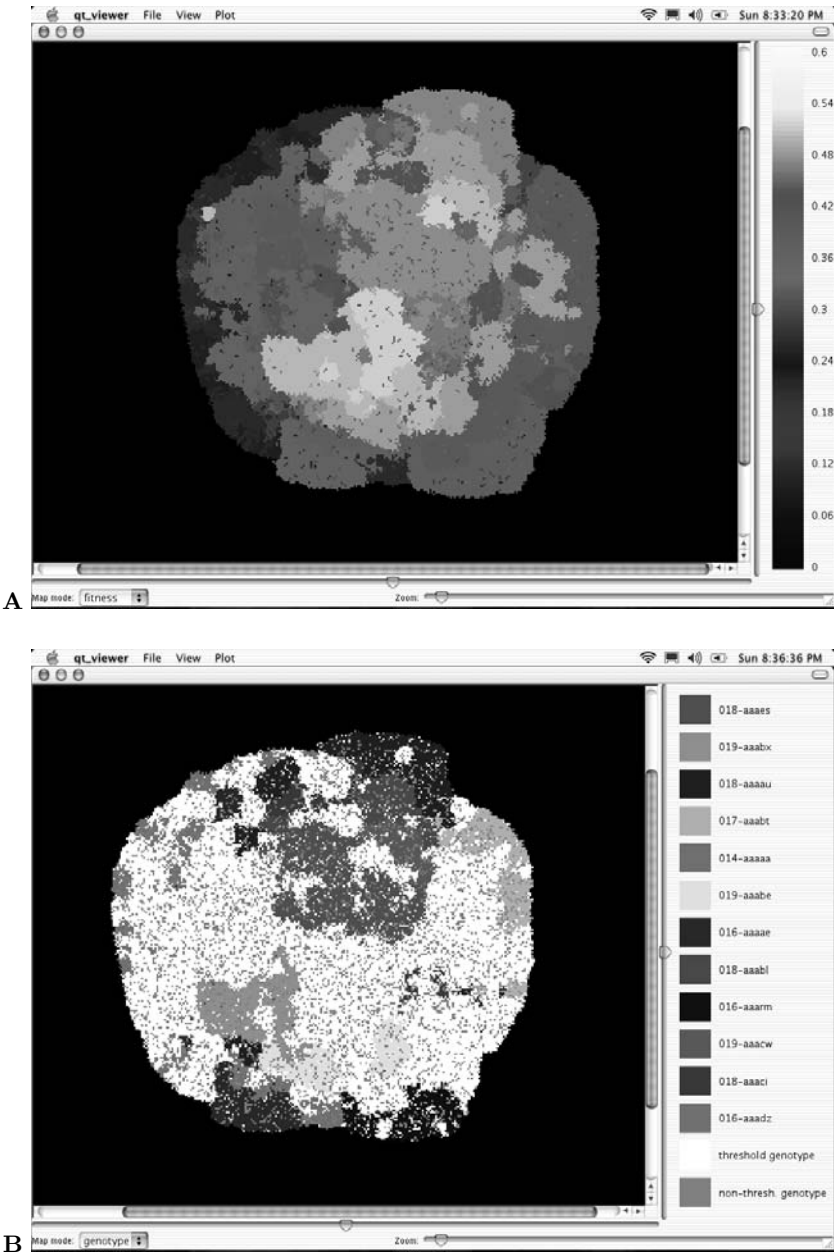 qt_viewer File View Plot Sun 8:33:20 PM
0.6
0.54
0.48
0.42
0.36
0.3
0.24
0.18
0.12
0.06
0
A
Map mode: fitness Zoom:
qt_viewer File View Plot Sun 8:36:36 PM
018-aaaes
019-aaabx
018-aaaau
017-aaabt
014-aaaaa
019-aaabe
016-aaaae
018-aaabl
016-aaarm
019-aaacw
018-aaaci
016-aaadz
threshold genotype
non-thresh. genotype
B
Map mode: genotype Zoom: